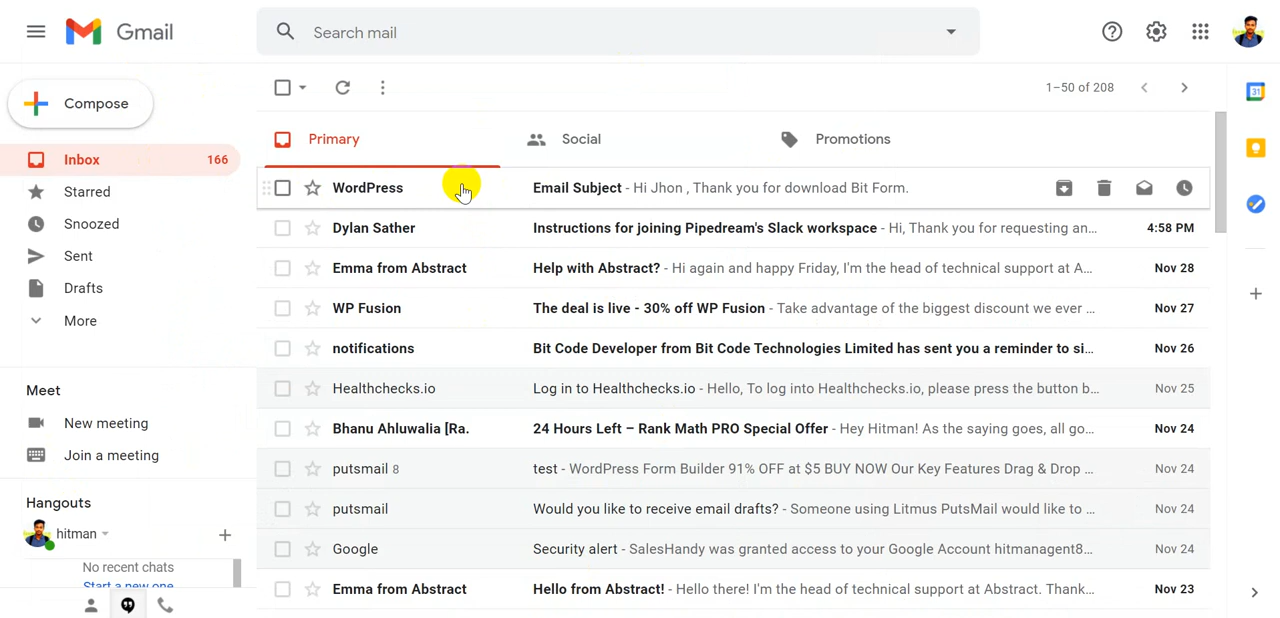 Gmail
Search mail
Compose
1–50 of 208
Primary
Social
Promotions
31
Inbox 166
Starred
Snoozed
Sent
Drafts
More
WordPress Email Subject - Hi Jhon , Thank you for download Bit Form.
Dylan Sather Instructions for joining Pipedream's Slack workspace - Hi, Thank you for requesting an... 4:58 PM
Emma from Abstract Help with Abstract? - Hi again and happy Friday, I'm the head of technical support at A... Nov 28
WP Fusion The deal is live - 30% off WP Fusion - Take advantage of the biggest discount we ever ... Nov 27
notifications Bit Code Developer from Bit Code Technologies Limited has sent you a reminder to si... Nov 26
Healthchecks.io Log in to Healthchecks.io - Hello, To log into Healthchecks.io, please press the button b... Nov 25
Bhanu Ahluwalia [Ra. 24 Hours Left – Rank Math PRO Special Offer - Hey Hitman! As the saying goes, all go... Nov 24
putsmail 8 test - WordPress Form Builder 91% OFF at $5 BUY NOW Our Key Features Drag & Drop ... Nov 24
putsmail Would you like to receive email drafts? - Someone using Litmus PutsMail would like to ... Nov 24
Google Security alert - SalesHandy was granted access to your Google Account hitmanagent8... Nov 24
Emma from Abstract Hello from Abstract! - Hello there! I'm the head of technical support at Abstract. Thank... Nov 23
Meet
New meeting
Join a meeting
Hangouts
hitman
No recent chats
Start a new one